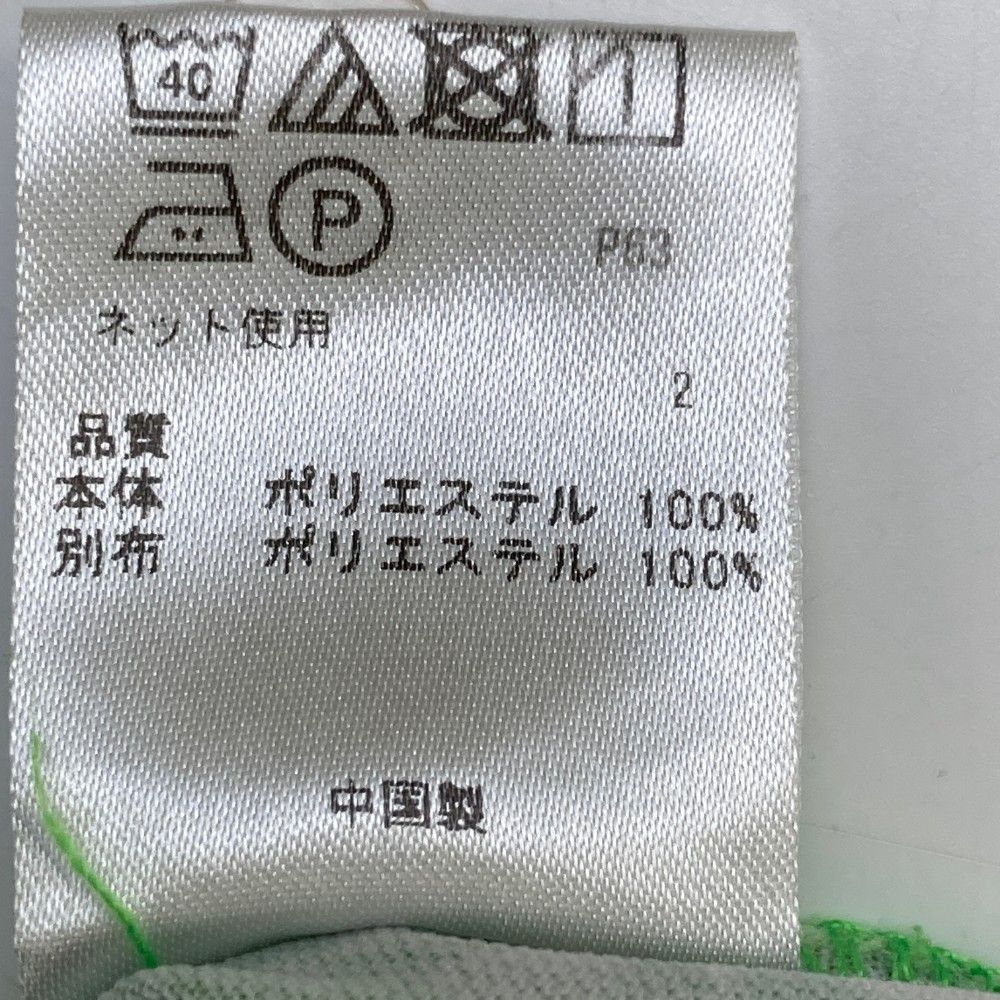 40
P
P63
ネット使用
2
品質
本体 ポリエステル 100%
別布 ポリエステル 100%
中国製